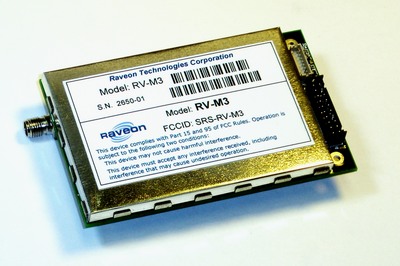 Raveon Technologies Corporation
Model: RV-M3
S.N. 2650-01
Model: RV-M3
RAVEON
FCCID: SRS-RV-M3
This device complies with Part 15 and 95 of FCC Rules. Operation is
subject to the following two conditions:
This device may not cause harmful interference.
This device must accept any interference received, including
interference that may cause undesired operation.